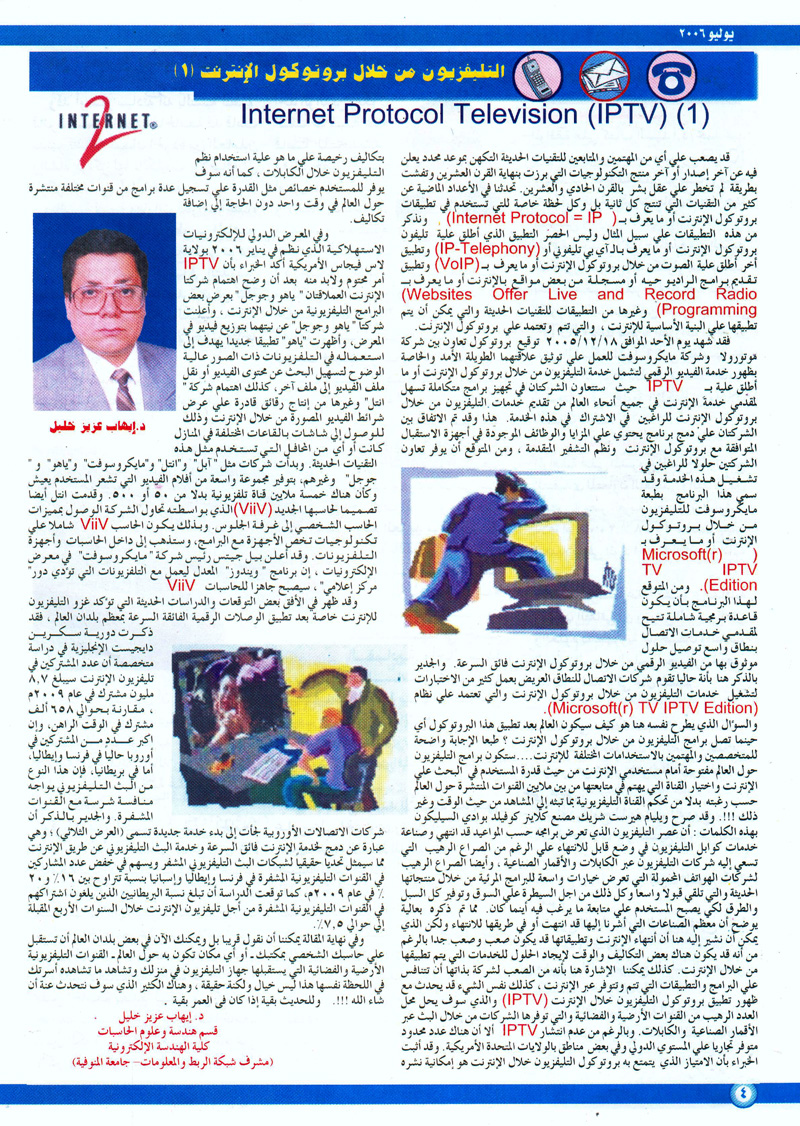 يوليو ٢٠٠٦
التليفزيون من خلال بروتوكول الإنترنت (١)
Internet Protocol Television (IPTV) (1)
INTERNET®
2
قد يصعب علي أي من المهتمين والمتابعين للتقنيات الحديثة التكهن بموعد محدد يعلن
فيه عن آخر إصدار أو آخر منتج التكنولوجيات التي برزت بنهاية القرن العشرين وتفشت
بطريقة لم تخطر علي عقل بشر بالقرن الحادي والعشرين. تحدثنا في الأعداد الماضية عن
كثير من التقنيات التي تنتج كل ثانية بل وكل لحظة خاصة للتي تستخدم في تطبيقات
بروتوكول الإنترنت أو ما يعرف بـ (Internet Protocol = IP) ونذكر
من هذه التطبيقات علي سبيل المثال وليس الحصر التطبيق الذي أطلق علية تليفون
بروتوكول الإنترنت أو ما يعرف بالـ آي بي تليفوني أو (IP-Telephony) وتطبيق
آخر أطلق علية الصوت من خلال بروتوكول الإنترنت أو ما يعرف بـ (VoIP) وتطبيق
تقديم برامج الراديو حية أو مسجلة من بعض مواقع بالإنترنت أو ما يعرف بـ
(Websites Offer Live and Record Radio
Programming) وغيرها من التطبيقات للتقنيات الحديثة والتي يمكن أن يتم
تطبيقها علي البنية الأساسية للإنترنت ، والتي تتم وتعتمد علي بروتوكول الإنترنت.
فقد شهد يوم الأحد الموافق ٢٠٠٥/١٢/١٨ توقيع بروتوكول تعاون بين شركة
موتورولا وشركة مايكروسوفت للعمل علي توثيق علاقتهما الطويلة الأمد والخاصة
بظهور خدمة الفيديو الرقمي لتشمل خدمة التليفزيون من خلال بروتوكول الإنترنت أو ما
أطلق علية بـ IPTV حيث ستتعاون الشركتان في تجهيز برامج متكاملة تسهل
لمقدمي خدمة الإنترنت في جميع أنحاء العالم من تقديم خدمات التليفزيون من خلال
بروتوكول الإنترنت للراغبين في الاشتراك في هذه الخدمة. هذا وقد تم الاتفاق بين
الشركتان علي دمج برنامج يحتوي علي المزايا والوظائف الموجودة في أجهزة الاستقبال
المتوافقة مع بروتوكول الإنترنت ونظم التشفير المتقدمة ، ومن المتوقع أن يوفر تعاون
الشركتين حلولا للراغبين في
تشغيل هذه الخدمة وقد
سمي هذا البرنامج بطبعة
مايكروسوفت للتليفزيون
من خلال بروتوكول
الإنترنت أو ما يعرف بـ
( Microsoft(r)
TV IPTV
Edition). ومن المتوقع
لهذا البرنامج بأن يكون
قاعدة برمجية شاملة تتيح
لمقدمي خدمات الاتصال
بنطاق واسع توصيل حلول
موثوق بها من الفيديو الرقمي من خلال بروتوكول الإنترنت فائق السرعة. والجدير
بالذكر هنا بأنة حاليا تقوم شركات الاتصال للنطاق العريض بعمل كثير من الاختبارات
لتشغيل خدمات التليفزيون من خلال بروتوكول الإنترنت والتي تعتمد علي نظام
(Microsoft(r) TV IPTV Edition).
والسؤال الذي يطرح نفسه هنا هو كيف سيكون العالم بعد تطبيق هذا البروتوكول أي
حينما تصل برامج التليفزيون من خلال بروتوكول الإنترنت ؟ طبعا الإجابة واضحة
للمتخصصين والمهتمين بالاستخدامات المختلفة للإنترنت....ستكون برامج التليفزيون
حول العالم مفتوحة أمام مستخدمي الإنترنت من حيث قدرة المستخدم في البحث علي
الإنترنت واختيار القناة التي يهتم في متابعتها من بين ملايين القنوات المنتشرة حول العالم
حسب رغبته بدلا من تحكم القناة التليفزيونية بما تبثه إلي المشاهد من حيث الوقت وغير
ذلك !!!. وقد صرح ويليام هيرست شريك مصنع كلاينر كوفيلد بوادي السيليكون
بهذه الكلمات : أن عصر التليفزيون الذي تعرض برامجه حسب المواعيد قد انتهي وصناعة
خدمات كوابل التليفزيون في وضع قابل للانتهاء علي الرغم من الصراع الرهيب التي
تسعي إليه شركات التليفزيون عبر الكابلات والأقمار الصناعية ، وأيضا الصراع الرهيب
لشركات الهواتف المحمولة التي تعرض خيارات واسعة للبرامج المرئية من خلال منتجاتها
الحديثة والتي تلقي قبولا واسعا وكل ذلك من اجل السيطرة علي السوق وتوفير كل السبل
والطرق لكي يصبح المستخدم علي متابعة ما يرغب فيه أينما كان. مما تم ذكره بعالية
يوضح أن معظم الصناعات التي أشرنا إليها قد انتهت أو في طريقها للانتهاء ولكن الذي
يمكن أن نشير إليه هنا أن أنتهاء الإنترنت وتطبيقاتها قد يكون صعب وصعب جدا بالرغم
من أنه قد يكون هناك بعض التكاليف والوقت لإيجاد الحلول للخدمات التي يتم تطبيقها
من خلال الإنترنت. كذلك يمكننا الإشارة هنا بأنه من الصعب لشركة بذاتها أن تتنافس
علي البرامج والتطبيقات التي تتم وتوفر عبر الإنترنت ، كذلك نفس الشيء قد يحدث مع
ظهور تطبيق بروتوكول التليفزيون خلال الإنترنت (IPTV) والذي سوف يحل محل
العدد الرهيب من القنوات الأرضية والفضائية والتي توفرها الشركات من خلال البث عبر
الأقمار الصناعية والكابلات. وبالرغم من عدم انتشار IPTV ألا أن هناك عدد محدود
متوفر تجاريا علي المستوي الدولي وفي بعض مناطق بالولايات المتحدة الأمريكية. وقد أثبت
الخبراء بأن الامتياز الذي يتمتع به بروتوكول التليفزيون خلال الإنترنت هو إمكانية نشره
بتكاليف رخيصة علي ما هو علية استخدام نظم
التليفزيون خلال الكابلات ، كما أنه سوف
يوفر للمستخدم خصائص مثل القدرة علي تسجيل عدة برامج من قنوات مختلفة منتشرة
حول العالم في وقت واحد دون الحاجة إلي إضافة
تكاليف.
وفي المعرض الدولي للإلكترونيات
الاستهلاكية الذي نظم في يناير ٢٠٠٦ بولاية
لاس فيجاس الأمريكية أكد الخبراء بأن IPTV
أمر محتوم ولابد منه بعد أن وضح اهتمام شركتا
الإنترنت العملاقتان " ياهو وجوجل" بعرض بعض
البرامج التليفزيونية من خلال الإنترنت ، وأعلنت
شركتا " ياهو وجوجل" عن نيتهما بتوزيع فيديو في
المعرض، وأظهرت "ياهو" تطبيقا جديدا يهدف إلى
استعماله في التلفزيونات ذات الصور عالية
الوضوح لتسهيل البحث عن محتوى الفيديو أو نقل
ملف الفيديو إلى ملف آخر، كذلك اهتمام شركة "
انتل" وغيرها من إنتاج رقائق قادرة علي عرض
شرائط الفيديو المصورة من خلال الإنترنت وذلك
للوصول إلي شاشات بالقاعات المختلفة في المنازل
كانت أو أي من المحافل التي تستخدم مثل هذه
التقنيات الحديثة. وبدأت شركات مثل "آبل" و"انتل" و"مايكروسوفت" و"ياهو" و "
جوجل" وغيرهم، بتوفير مجموعة واسعة من أفلام الفيديو التي تشعر المستخدم يعيش
وكأن هناك خمسة ملايين قناة تلفزيونية بدلا من ٥٠ أو ٥٠٠. وقدمت انتل أيضا
تصميما لحاسبها الجديد (ViiV) الذي بواسطته تحاول الشركة الوصول بمميزات
الحاسب الشخصي إلى غرفة الجلوس. وبذلك يكون الحاسب ViiV شاملا علي
تكنولوجيات تخص الأجهزة مع البرامج، وستذهب إلى داخل الحاسبات وأجهزة
التلفزيونات. وقد أعلن بيل جيتس رئيس شركة "مايكروسوفت" في معرض
الإلكترونيات ، إن برنامج " ويندوز" المعدل ليعمل مع التلفزيونات التي تؤدي دور"
مركز إعلامي" ، سيصبح جاهزا للحاسبات ViiV
وقد ظهر في الأفق بعض التوقعات والدراسات الحديثة التي تؤكد غزو التليفزيون
للإنترنت خاصة بعد تطبيق الوصلات الرقمية الفائقة السرعة بمعظم بلدان العالم ، فقد
ذكرت دورية سكرين
دايجيست الإنجليزية في دراسة
متخصصة أن عدد المشتركين في
تليفزيون الإنترنت سيبلغ ٨,٧
مليون مشترك في عام ٢٠٠٩م
، مقارنة بحوالي ٦٥٨ ألف
مشترك في الوقت الراهن، وإن
اكبر عدد من المشتركين في
أوروبا حاليا في فرنسا وإيطاليا،
أما في بريطانيا، فإن هذا النوع
من البث التليفزيوني يواجه
منافسة شرسة مع القنوات
المشفرة. والجدير بالذكر أن
شركات الاتصالات الأوروبية لجأت إلى بدء خدمة جديدة تسمى (العرض الثلاثي) ؛ وهي
عبارة عن دمج لخدمة الإنترنت فائق السرعة وخدمة البث التليفزيوني عن طريق الإنترنت
مما سيمثل تحديا حقيقيا لشبكات البث التليفزيوني المشفر ويسهم في خفض عدد المشاركين
في القنوات التليفزيونية المشفرة في فرنسا وإيطاليا وإسبانيا بنسبة تتراوح بين ١٦٪ و٢٠
٪ في عام ٢٠٠٩م، كما توقعت الدراسة أن تبلغ نسبة البريطانيين الذين يلغون اشتراكهم
في القنوات التليفزيونية المشفرة من أجل تليفزيون الإنترنت خلال السنوات الأربع المقبلة
إلي حوالي ٧,٥٪.
وفي نهاية المقالة يمكننا أن نقول قريبا بل ويمكنك الآن في بعض بلدان العالم أن تستقبل
علي حاسبك الشخصي بمكتبك ـ أو أي مكان تكون به حول العالم ـ القنوات التليفزيونية
الأرضية والفضائية التي يستقبلها جهاز التليفزيون في منزلك وتشاهد ما تشاهده أسرتك
في اللحظة نفسها هذا ليس خيال ولكنة حقيقة ، وهناك الكثير الذي سوف نتحدث عنة أن
شاء الله !!!. وللحديث بقية إذا كان في العمر بقية .
د. إيهاب عزيز خليل
قسم هندسة وعلوم الحاسبات
كلية الهندسة الإلكترونية
(مشرف شبكة الربط والمعلومات- جامعة المنوفية)
د.إيهاب عزيز خليل
٤